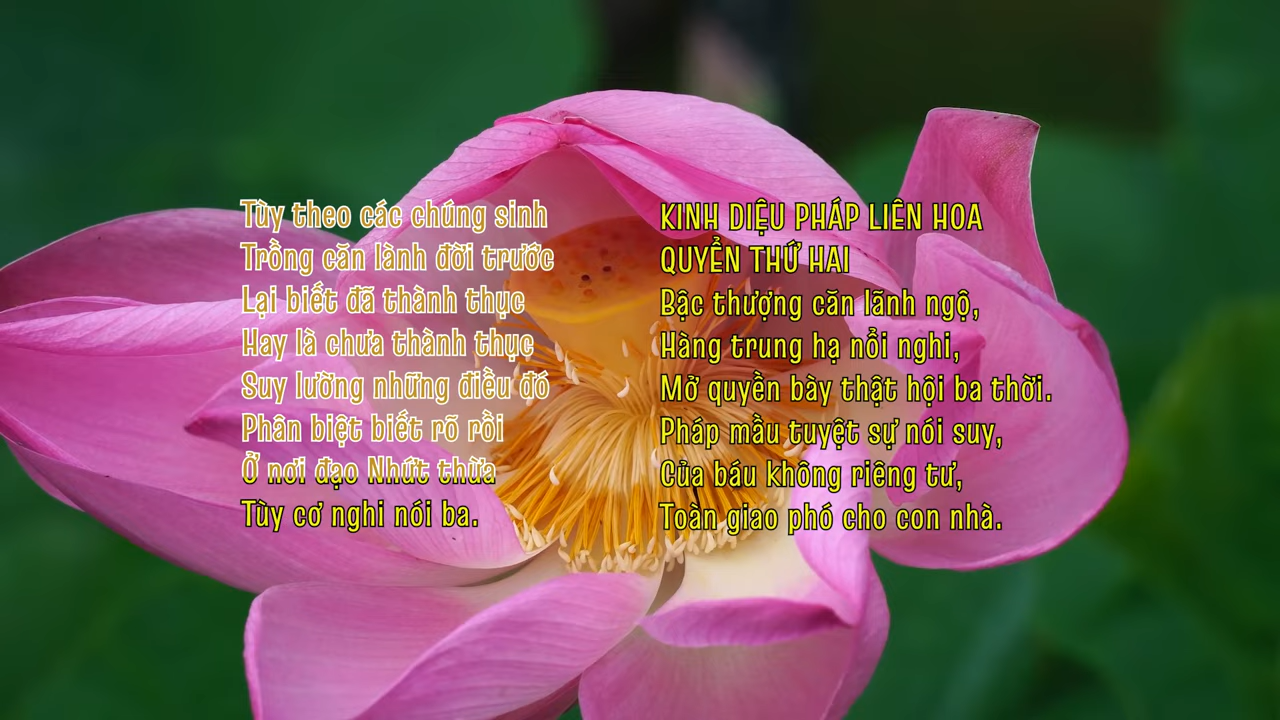 Tùy theo các chúng sinh
Trồng căn lành đời trước
Lại biết đã thành thục
Hay là chưa thành thục
Suy lường những điều đó
Phân biệt biết rõ rồi
Ở nơi đạo Nhứt thừa
Tùy cơ nghi nói ba.
KINH DIỆU PHÁP LIÊN HOA
QUYỂN THỨ HAI
Bậc thượng căn lãnh ngộ,
Hàng trung hạ nổi nghi,
Mở quyền bày thật hội ba thời.
Pháp mầu tuyệt sự nói suy,
Của báu không riêng tư,
Toàn giao phó cho con nhà.